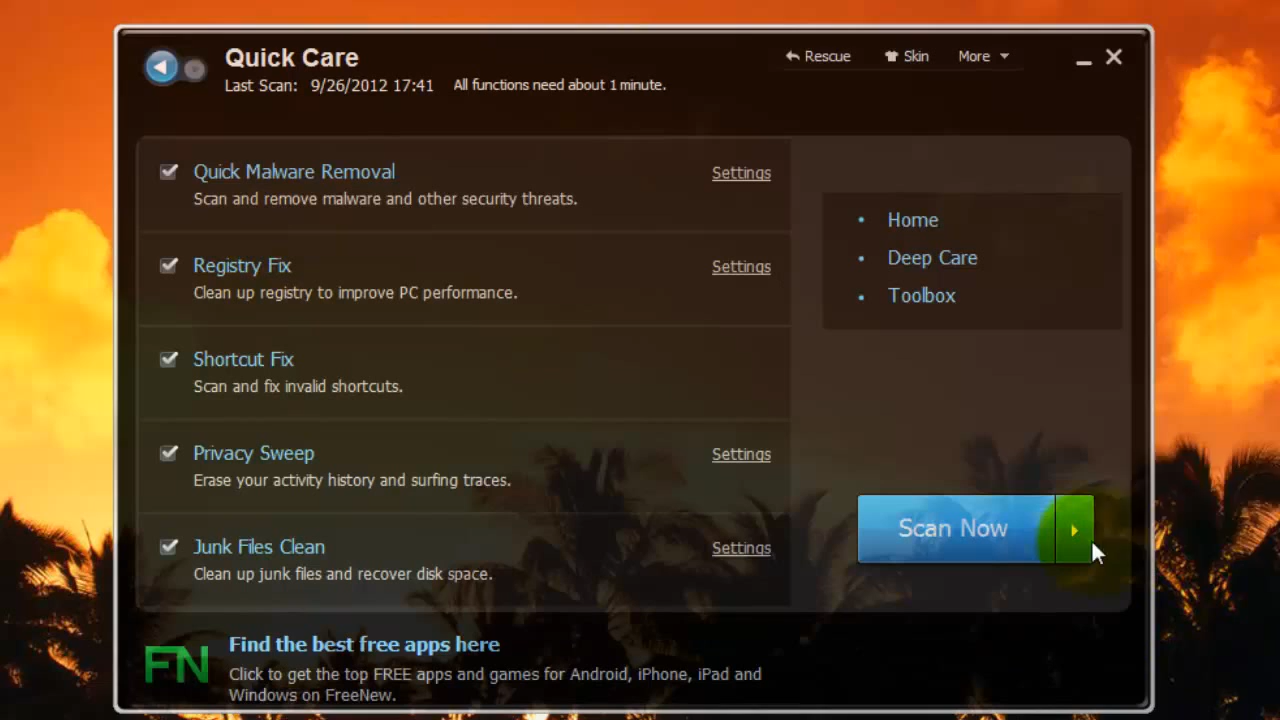 Quick Care
Rescue
Skin
More
Last Scan: 9/26/2012 17:41 All functions need about 1 minute.
Quick Malware Removal
Settings
Scan and remove malware and other security threats.
Registry Fix
Settings
Clean up registry to improve PC performance.
Shortcut Fix
Scan and fix invalid shortcuts.
Privacy Sweep
Settings
Erase your activity history and surfing traces.
Junk Files Clean
Settings
Clean up junk files and recover disk space.
Home
Deep Care
Toolbox
Scan Now
FN
Find the best free apps here
Click to get the top FREE apps and games for Android, iPhone, iPad and
Windows on FreeNew.